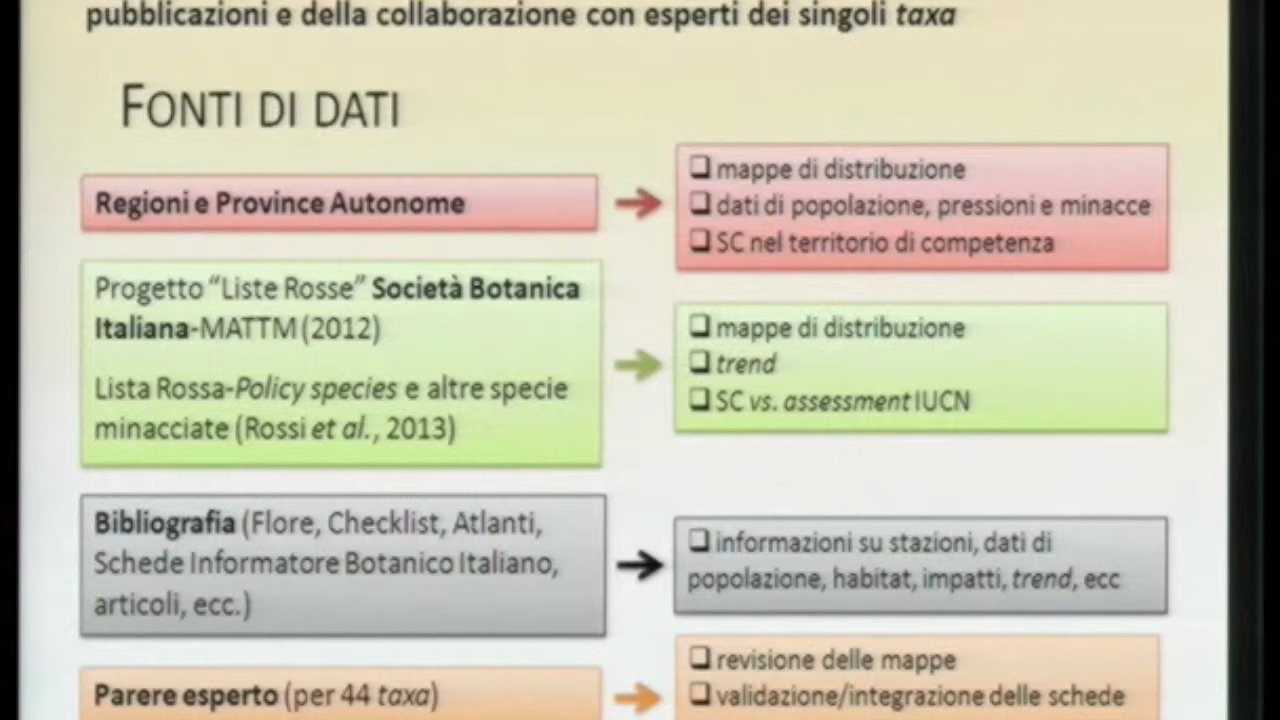 pubblicazioni e della collaborazione con esperti dei singoli taxa
FONTI DI DATI
Regioni e Province Autonome
❑ mappe di distribuzione
❑ dati di popolazione, pressioni e minacce
❑ SC nel territorio di competenza
Progetto “Liste Rosse” Società Botanica
Italiana-MATTM (2012)
Lista Rossa-Policy species e altre specie
minacciate (Rossi et al., 2013)
❑ mappe di distribuzione
❑ trend
❑ SC vs. assessment IUCN
Bibliografia (Flore, Checklist, Atlanti,
Schede Informatore Botanico Italiano,
articoli, ecc.)
❑ informazioni su stazioni, dati di
popolazione, habitat, impatti, trend, ecc
Parere esperto (per 44 taxa)
❑ revisione delle mappe
❑ validazione/integrazione delle schede